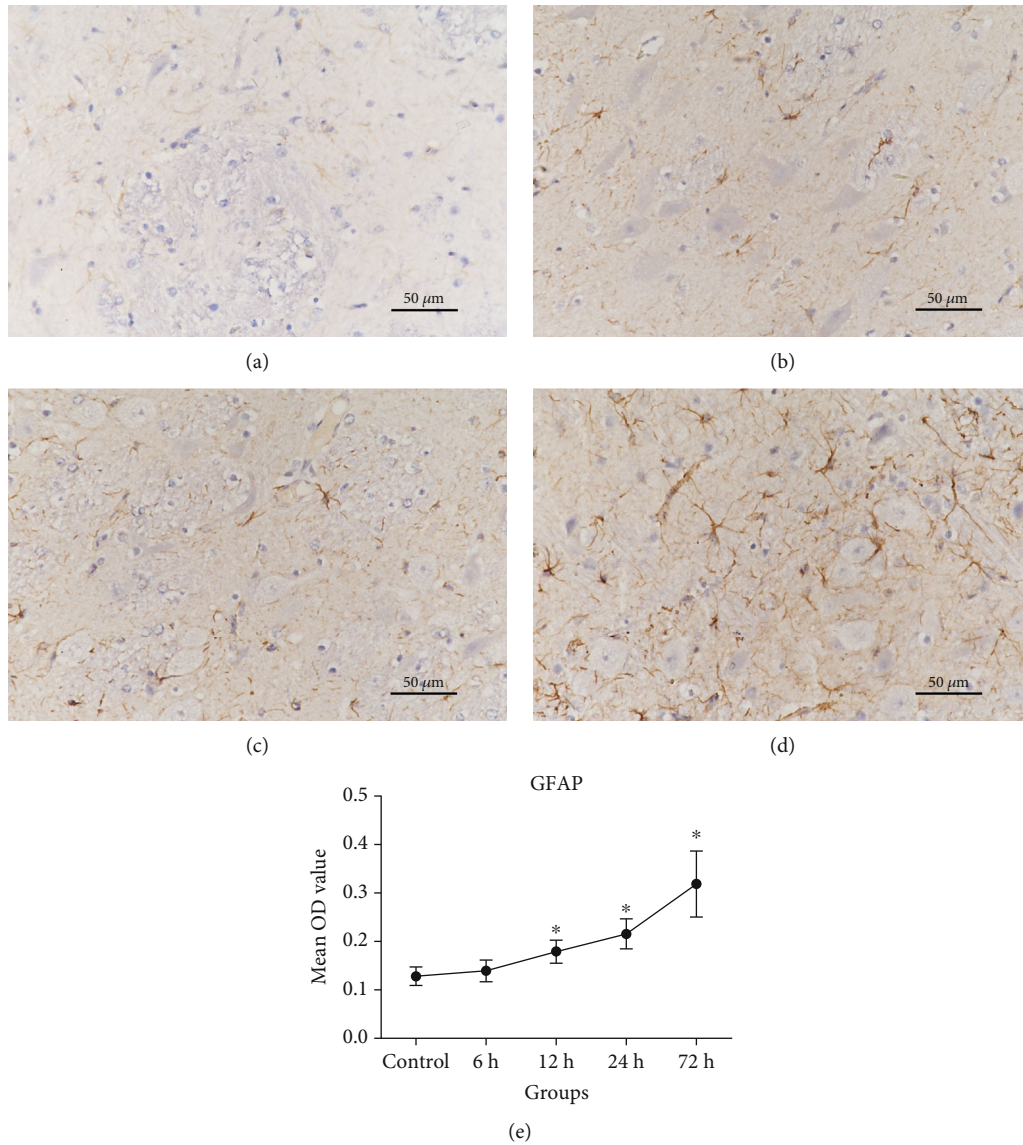 50 µm
50 µm
(a)
(b)
50 µm
50 µm
(c)
(d)
GFAP
0.5
0.4
0.3
0.2
0.1
0.0
Mean OD value
*
*
*
Control 6 h 12 h 24 h 72 h
Groups
(e)